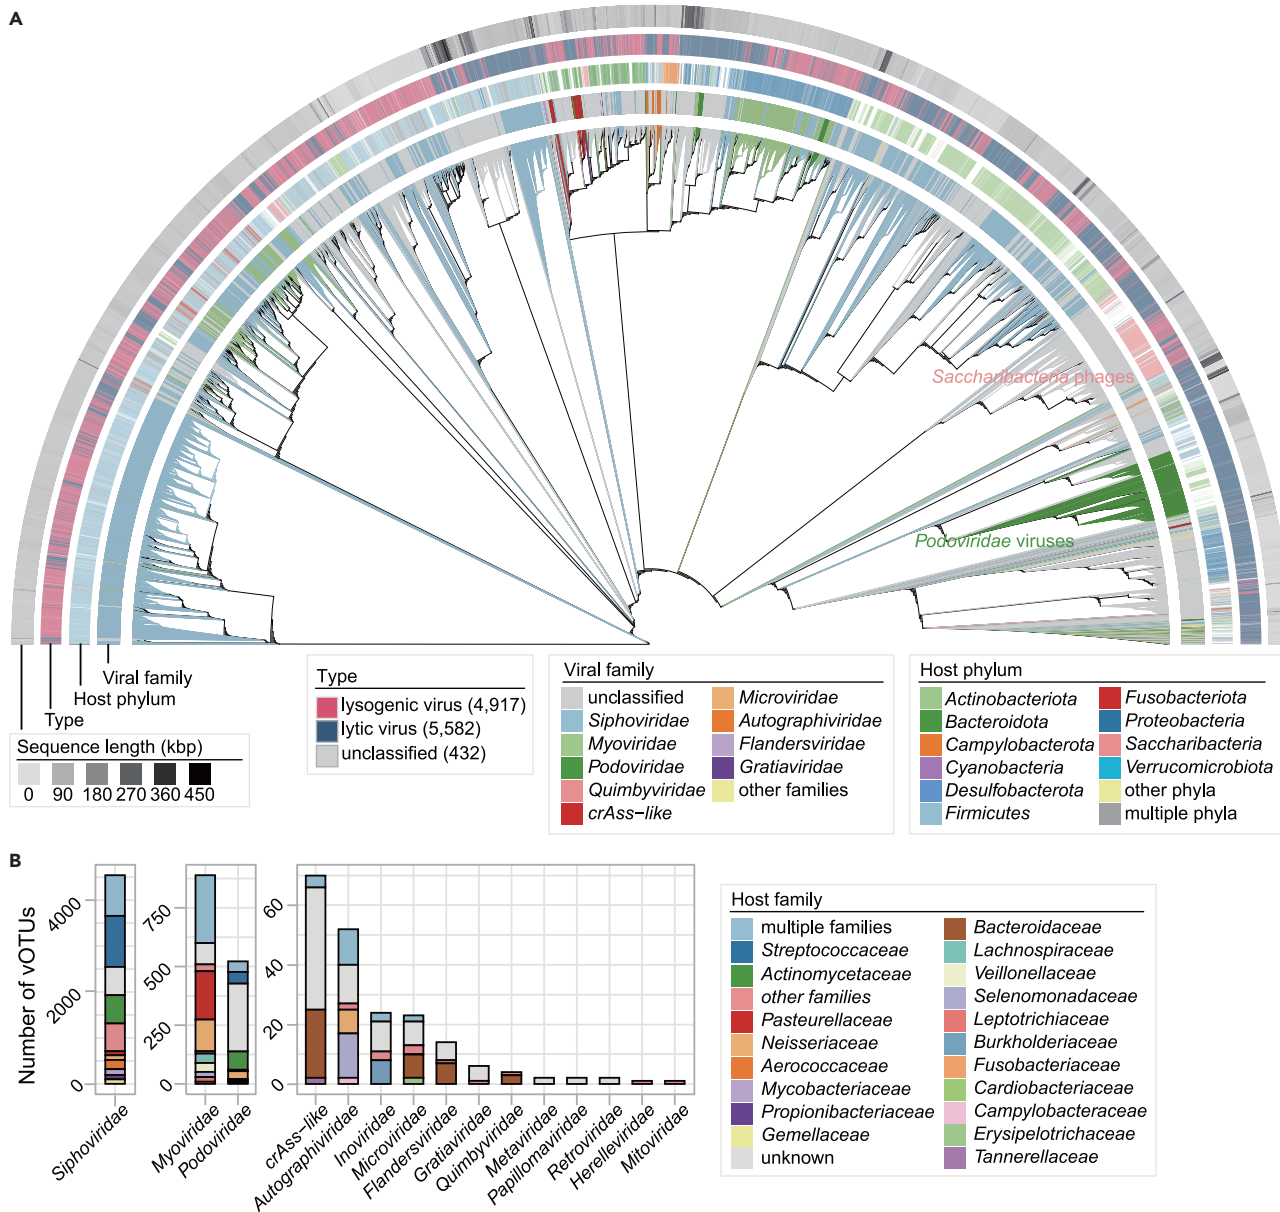 A
Saccharibacteria phages
Podoviridae viruses
Viral family
Host phylum
Type
Sequence length (kbp)
0 90 180 270 360 450
Type
lysogenic virus (4,917)
lytic virus (5,582)
unclassified (432)
Viral family
unclassified
Siphoviridae
Myoviridae
Podoviridae
Quimbyviridae
crAss-like
Microviridae
Autographiviridae
Flandersviridae
Gratiaviridae
other families
Host phylum
Actinobacteriota
Bacteroidota
Campylobacterota
Cyanobacteria
Desulfobacterota
Firmicutes
Fusobacteriota
Proteobacteria
Saccharibacteria
Verrucomicrobiota
other phyla
multiple phyla
B
Number of vOTUs
4000
2000
0
750
500
250
0
60
40
20
0
Siphoviridae
Myoviridae
Podoviridae
crAss-like
Autographiviridae
Inoviridae
Microviridae
Flandersviridae
Gratiaviridae
Quimbyviridae
Metaviridae
Papillomaviridae
Retroviridae
Herelleviridae
Mitoviridae
Host family
multiple families
Streptococcaceae
Actinomycetaceae
other families
Pasteurellaceae
Neisseriaceae
Aerococcaceae
Mycobacteriaceae
Propionibacteriaceae
Gemellaceae
unknown
Bacteroidaceae
Lachnospiraceae
Veillonellaceae
Selenomonadaceae
Leptotrichiaceae
Burkholderiaceae
Fusobacteriaceae
Cardiobacteriaceae
Campylobacteraceae
Erysipelotrichaceae
Tannerellaceae